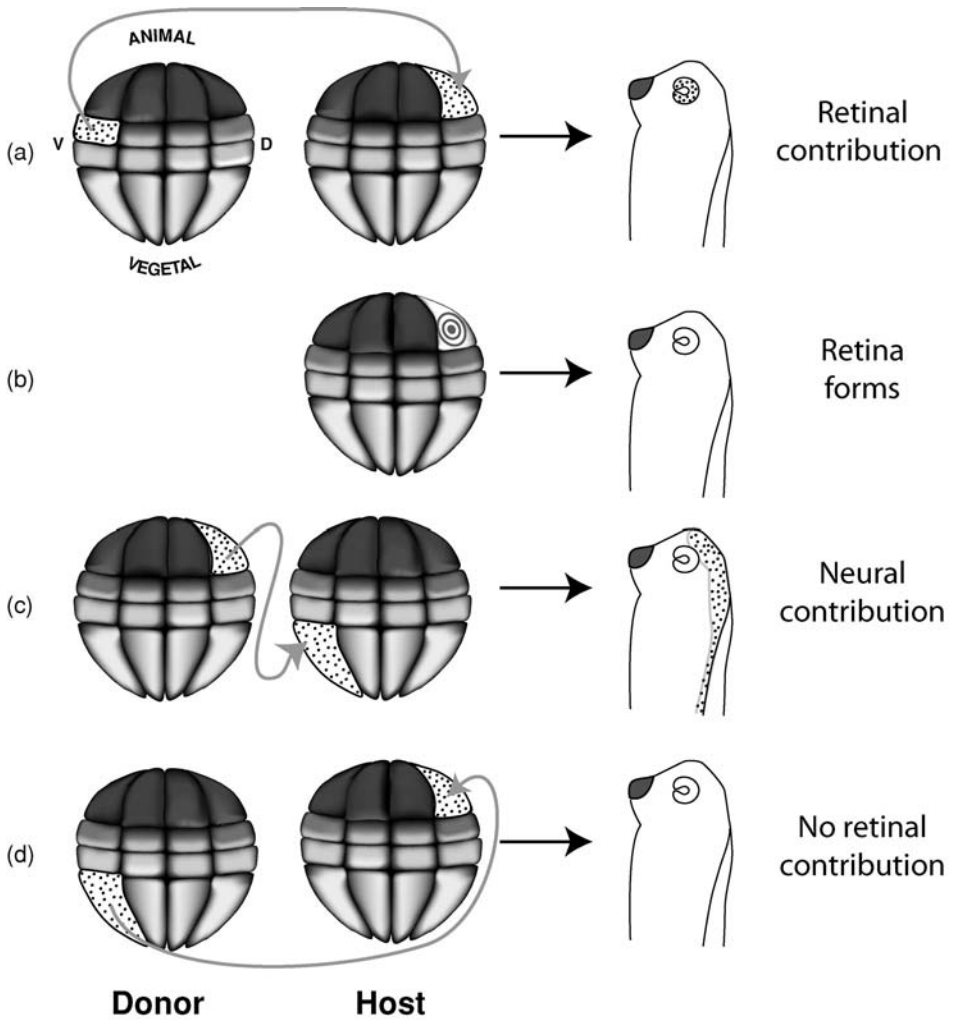 ANIMAL
(a)
V
D
VEGETAL
Retinal
contribution
(b)
Retina
forms
(c)
Neural
contribution
(d)
No retinal
contribution
Donor
Host